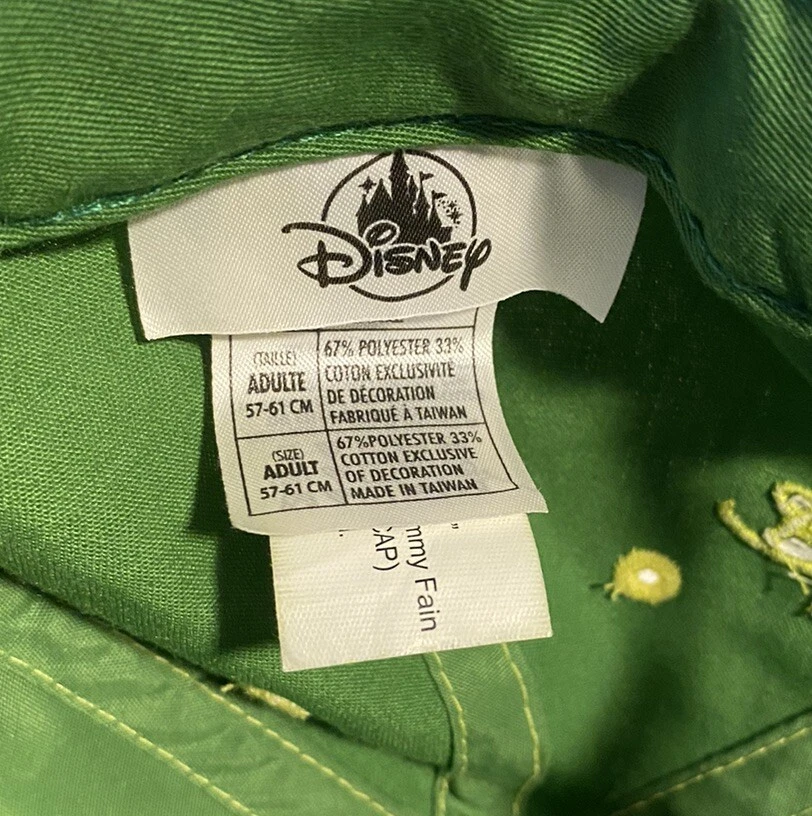 Disney
(TAILLE)
ADULTE
57-61 CM
67% POLYESTER 33%
COTON EXCLUSIVITÉ
DE DÉCORATION
FABRIQUÉ À TAIWAN
(SIZE)
ADULT
57-61 CM
67%POLYESTER 33%
COTTON EXCLUSIVE
OF DECORATION
MADE IN TAIWAN
"
mmy Fain
CAP)